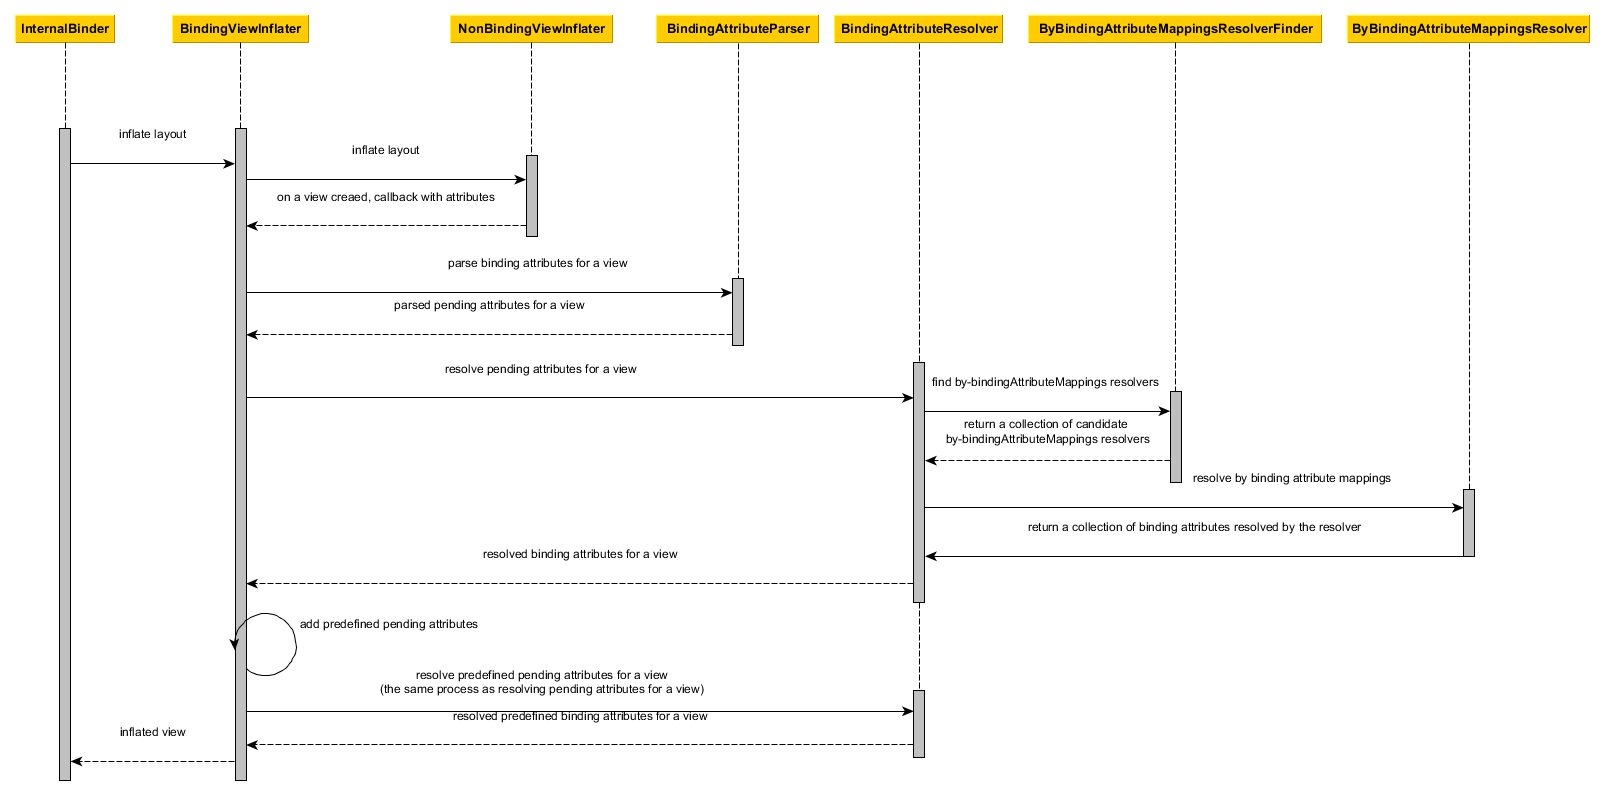 InternalBinder
BindingViewInflater
NonBindingViewInflater
BindingAttributeParser
BindingAttributeResolver
ByBindingAttributeMappingsResolverFinder
ByBindingAttributeMappingsResolver
inflate layout
inflate layout
on a view creaed, callback with attributes
parse binding attributes for a view
parsed pending attributes for a view
resolve pending attributes for a view
find by-bindingAttributeMappings resolvers
return a collection of candidate
by-bindingAttributeMappings resolvers
resolve by binding attribute mappings
return a collection of binding attributes resolved by the resolver
resolved binding attributes for a view
add predefined pending attributes
resolve predefined pending attributes for a view
(the same process as resolving pending attributes for a view)
resolved predefined binding attributes for a view
inflated view